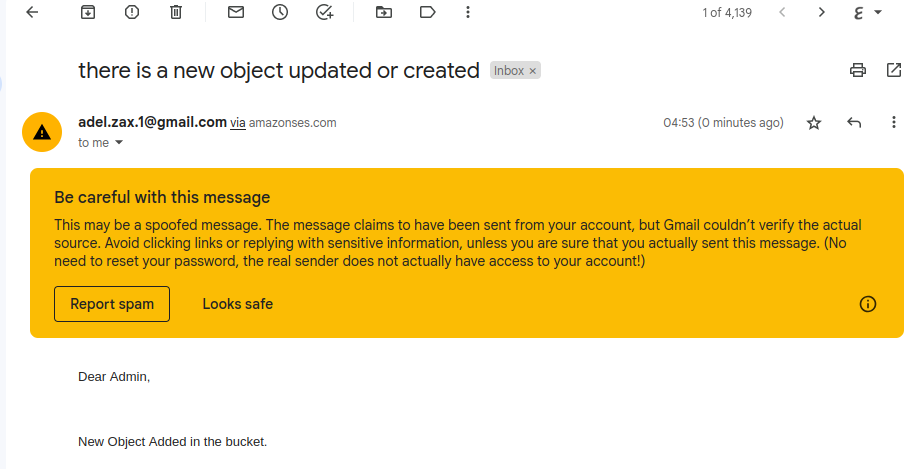 1 of 4,139
there is a new object updated or created Inbox ×
adel.zax.1@gmail.com via amazonses.com 04:53 (0 minutes ago)
to me
Be careful with this message
This may be a spoofed message. The message claims to have been sent from your account, but Gmail couldn't verify the actual
source. Avoid clicking links or replying with sensitive information, unless you are sure that you actually sent this message. (No
need to reset your password, the real sender does not actually have access to your account!)
Report spam Looks safe
Dear Admin,
New Object Added in the bucket.